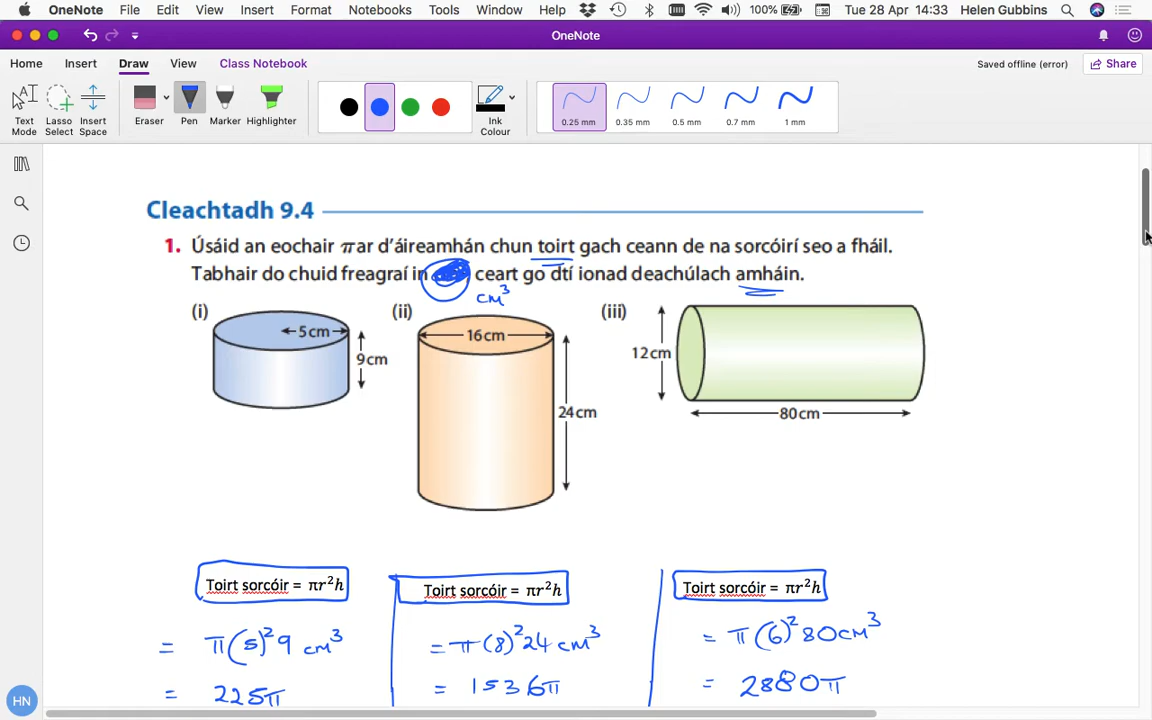 OneNote File Edit View Insert Format Notebooks Tools Window Help 100% Tue 28 Apr 14:33 Helen Gubbins
OneNote
Home Insert Draw View Class Notebook Saved offline (error) Share
Text Mode Lasso Select Insert Space Eraser Pen Marker Highlighter Ink Colour 0.25 mm 0.35 mm 0.5 mm 0.7 mm 1 mm
Cleachtadh 9.4
1. Úsáid an eochair π ar d'áireamhán chun toirt gach ceann de na sorcóirí seo a fháil.
Tabhair do chuid freagraí in ceart go dtí ionad deachúlach amháin.
cm³
(i) (ii) (iii)
5 cm 16 cm
9 cm 12 cm
24 cm 80 cm
Toirt sorcóir = πr²h Toirt sorcóir = πr²h Toirt sorcóir = πr²h
= π(5)²9 cm³ = π(8)²24 cm³ = π(6)²80cm³
= 225π = 1536π = 2880π
HN